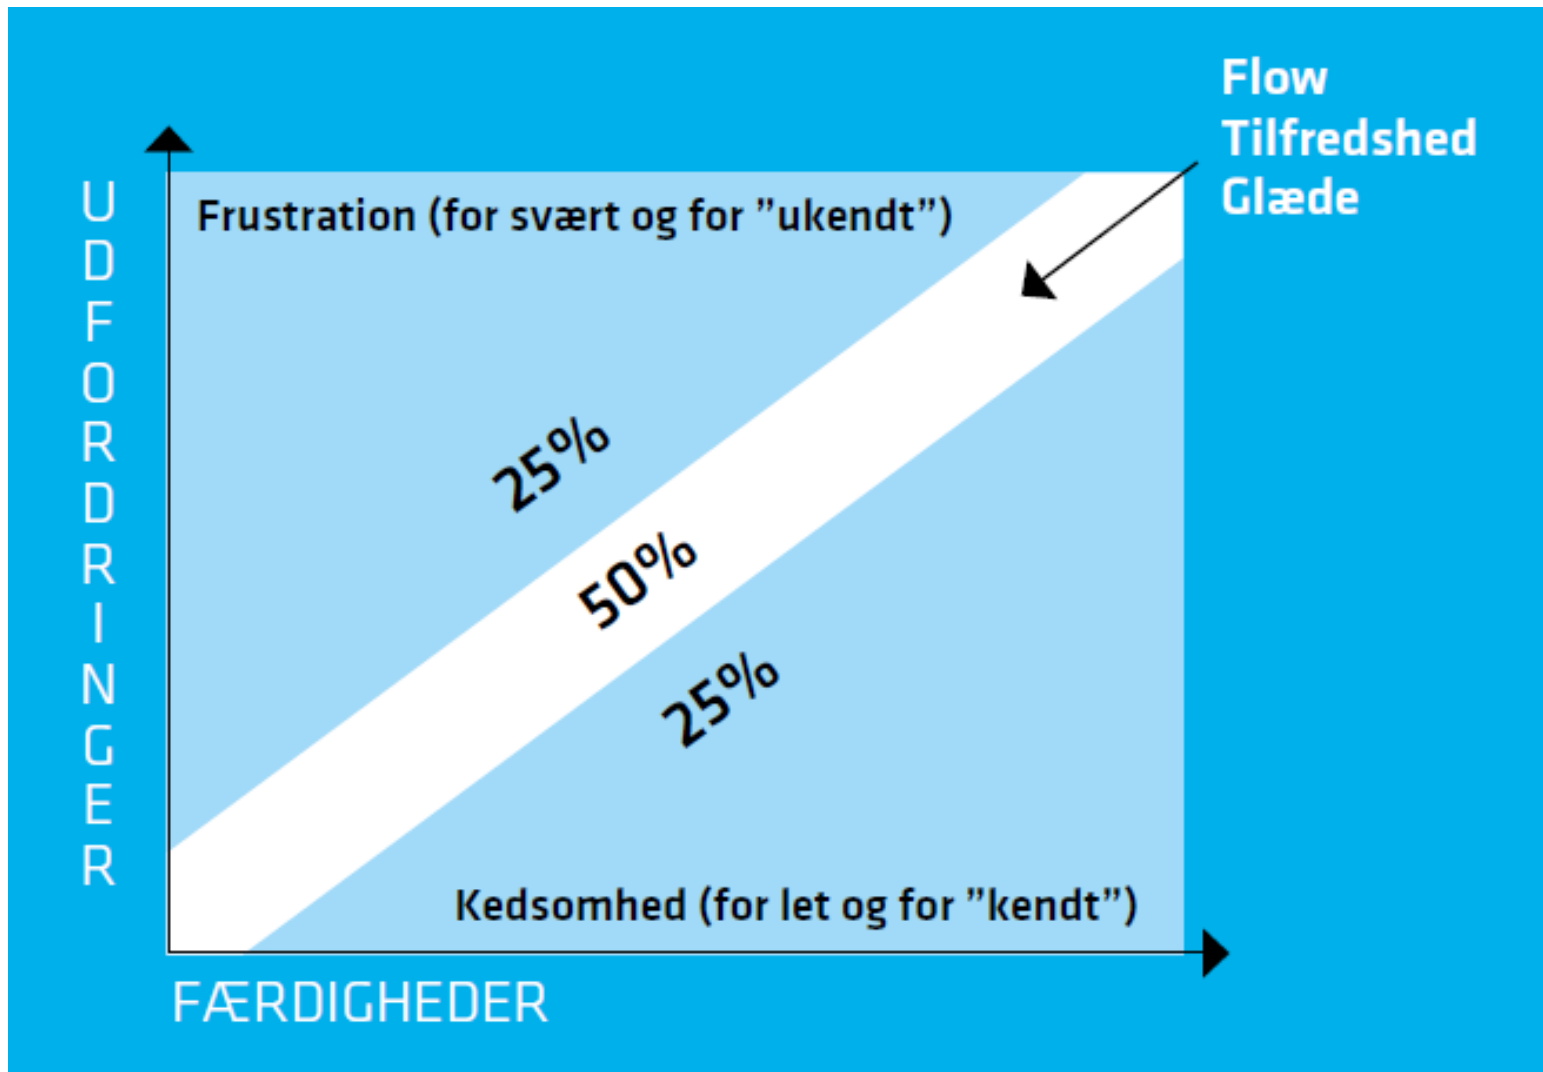 Flow
Tilfredshed
Glæde
UDFORDRINGER
Frustration (for svært og for ”ukendt”)
25%
50%
25%
Kedsomhed (for let og for ”kendt”)
FÆRDIGHEDER